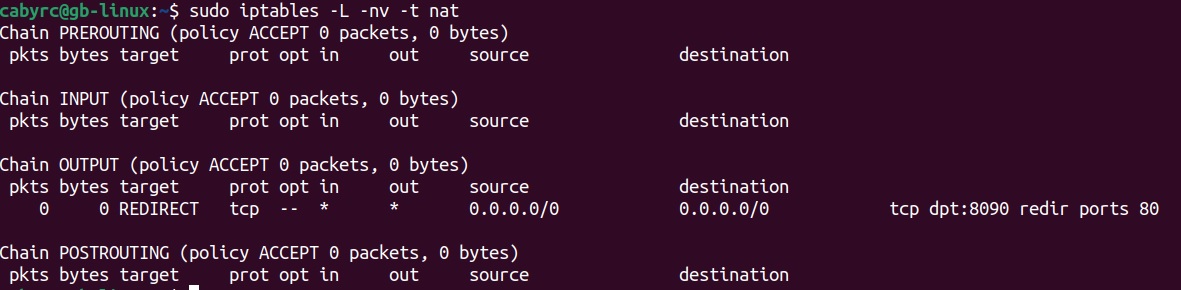 cabyrc@gb-linux:~$ sudo iptables -L -nv -t nat
Chain PREROUTING (policy ACCEPT 0 packets, 0 bytes)
 pkts bytes target     prot opt in     out     source               destination

Chain INPUT (policy ACCEPT 0 packets, 0 bytes)
 pkts bytes target     prot opt in     out     source               destination

Chain OUTPUT (policy ACCEPT 0 packets, 0 bytes)
 pkts bytes target     prot opt in     out     source               destination
    0     0 REDIRECT   tcp  --  *      *       0.0.0.0/0            0.0.0.0/0            tcp dpt:8090 redir ports 80

Chain POSTROUTING (policy ACCEPT 0 packets, 0 bytes)
 pkts bytes target     prot opt in     out     source               destination